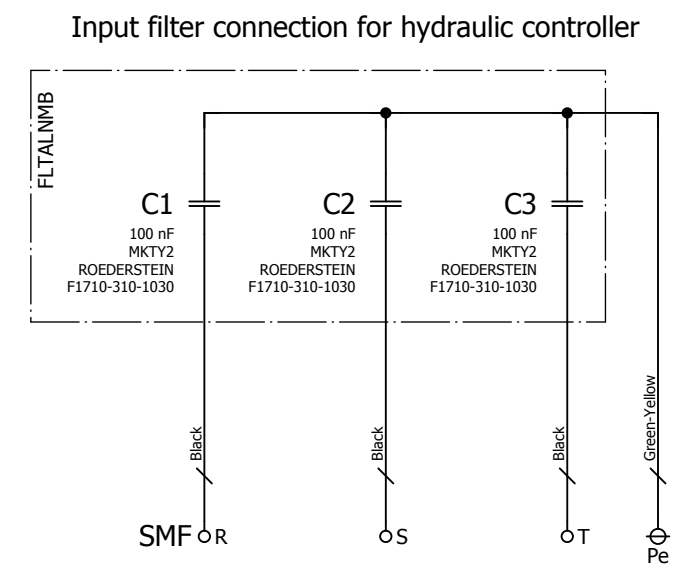 Input filter connection for hydraulic controller
FLTALNMB
C1
100 nF
MKTY2
ROEDERSTEIN
F1710-310-1030
C2
100 nF
MKTY2
ROEDERSTEIN
F1710-310-1030
C3
100 nF
MKTY2
ROEDERSTEIN
F1710-310-1030
Black
Black
Black
Green-Yellow
SMF R
S
T
Pe